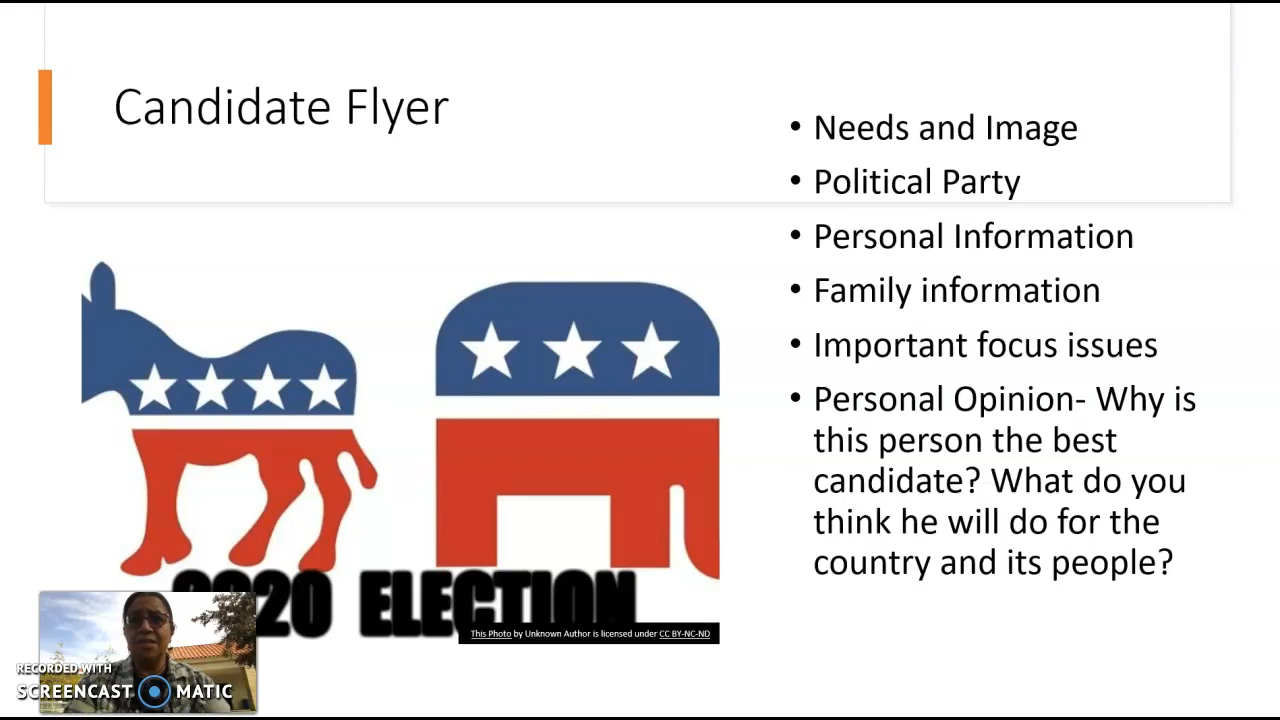 Candidate Flyer
• Needs and Image
• Political Party
• Personal Information
• Family information
• Important focus issues
• Personal Opinion- Why is
this person the best
candidate? What do you
think he will do for the
country and its people?
2020 ELECTION
This Photo by Unknown Author is licensed under CC BY-NC-ND
RECORDED WITH
SCREENCAST MATIC